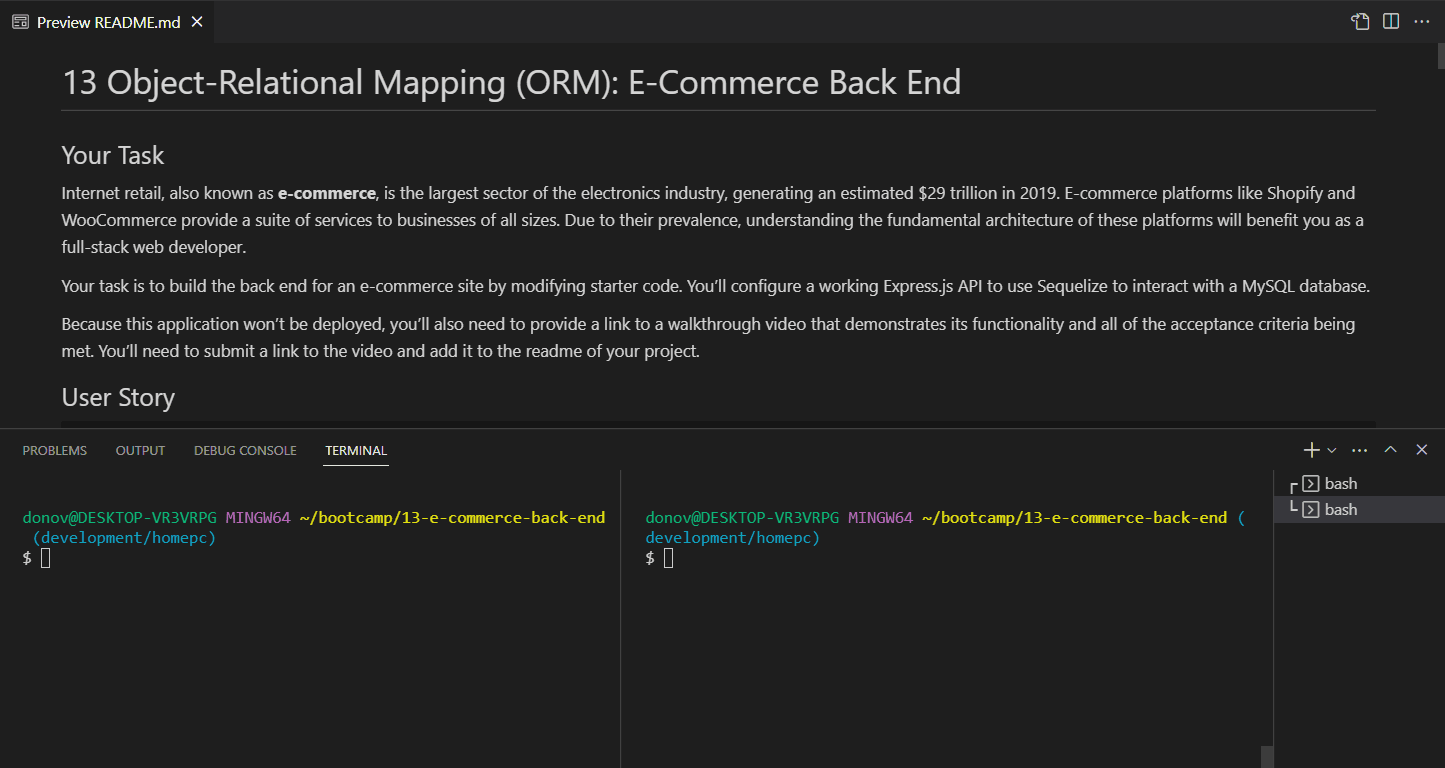 Preview README.md
13 Object-Relational Mapping (ORM): E-Commerce Back End
Your Task
Internet retail, also known as e-commerce, is the largest sector of the electronics industry, generating an estimated $29 trillion in 2019. E-commerce platforms like Shopify and
WooCommerce provide a suite of services to businesses of all sizes. Due to their prevalence, understanding the fundamental architecture of these platforms will benefit you as a
full-stack web developer.
Your task is to build the back end for an e-commerce site by modifying starter code. You’ll configure a working Express.js API to use Sequelize to interact with a MySQL database.
Because this application won’t be deployed, you’ll also need to provide a link to a walkthrough video that demonstrates its functionality and all of the acceptance criteria being
met. You’ll need to submit a link to the video and add it to the readme of your project.
User Story
PROBLEMS OUTPUT DEBUG CONSOLE TERMINAL
donov@DESKTOP-VR3VRPG MINGW64 ~/bootcamp/13-e-commerce-back-end
(development/homepc)
$
donov@DESKTOP-VR3VRPG MINGW64 ~/bootcamp/13-e-commerce-back-end (
development/homepc)
$
bash
bash